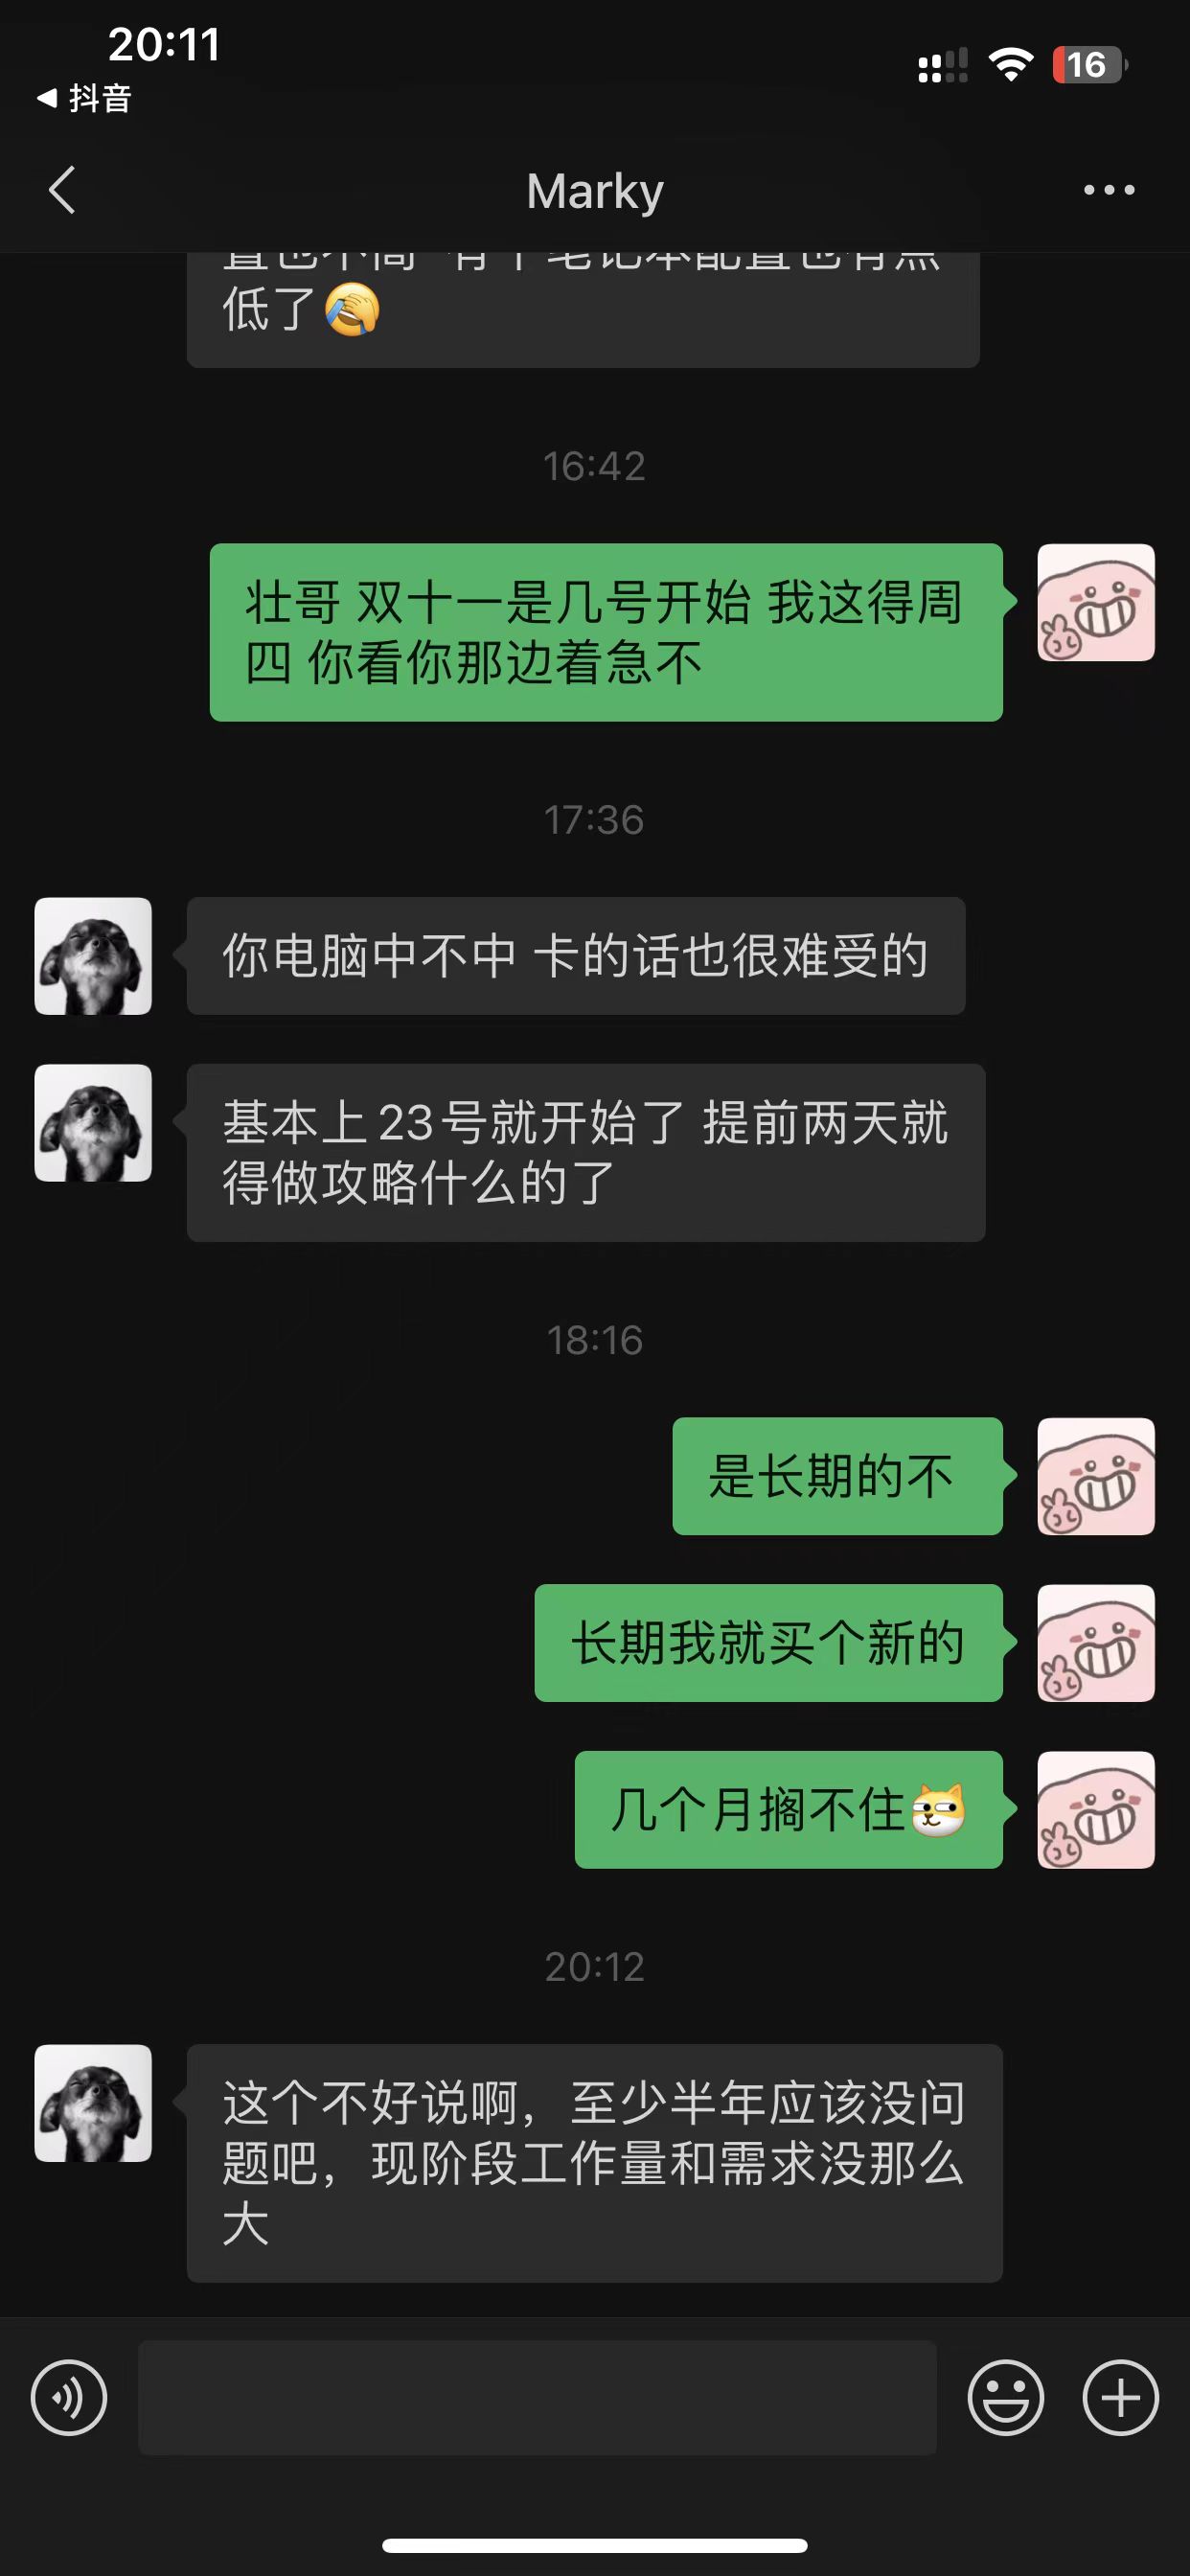 20:11
16
抖音
Marky
低了
16:42
壮哥 双十一是几号开始 我这得周
四 你看你那边着急不
17:36
你电脑中不中 卡的话也很难受的
基本上23号就开始了 提前两天就
得做攻略什么的了
18:16
是长期的不
长期我就买个新的
几个月搁不住
20:12
这个不好说啊，至少半年应该没问
题吧，现阶段工作量和需求没那么
大